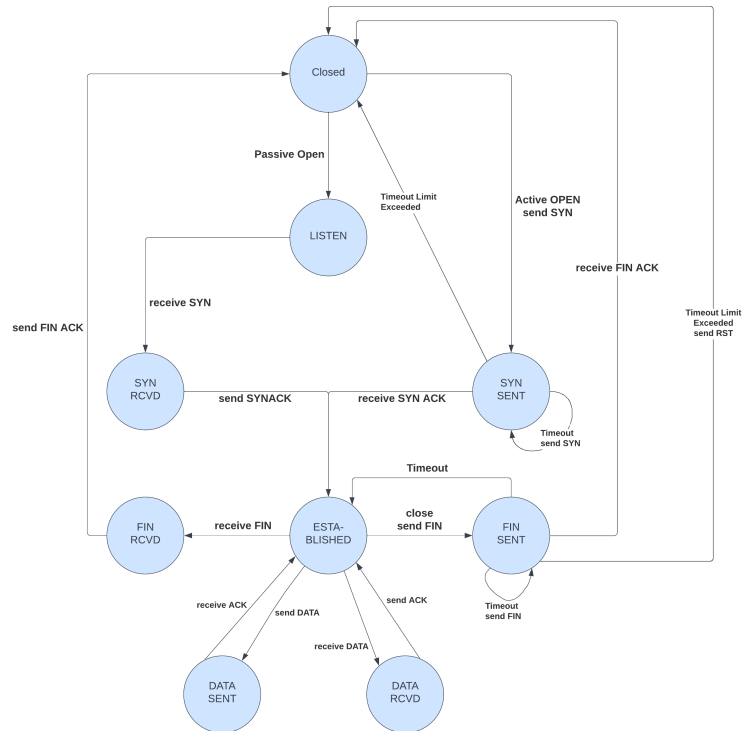 Closed
Passive Open
Timeout Limit
Exceeded
Active OPEN
send SYN
LISTEN
receive FIN ACK
receive SYN
send FIN ACK
Timeout Limit
Exceeded
send RST
SYN
RCVD
send SYNACK
receive SYN ACK
SYN
SENT
Timeout
send SYN
Timeout
FIN
RCVD
receive FIN
ESTA-
BLISHED
close
send FIN
FIN
SENT
receive ACK
send DATA
send ACK
receive DATA
Timeout
send FIN
DATA
SENT
DATA
RCVD